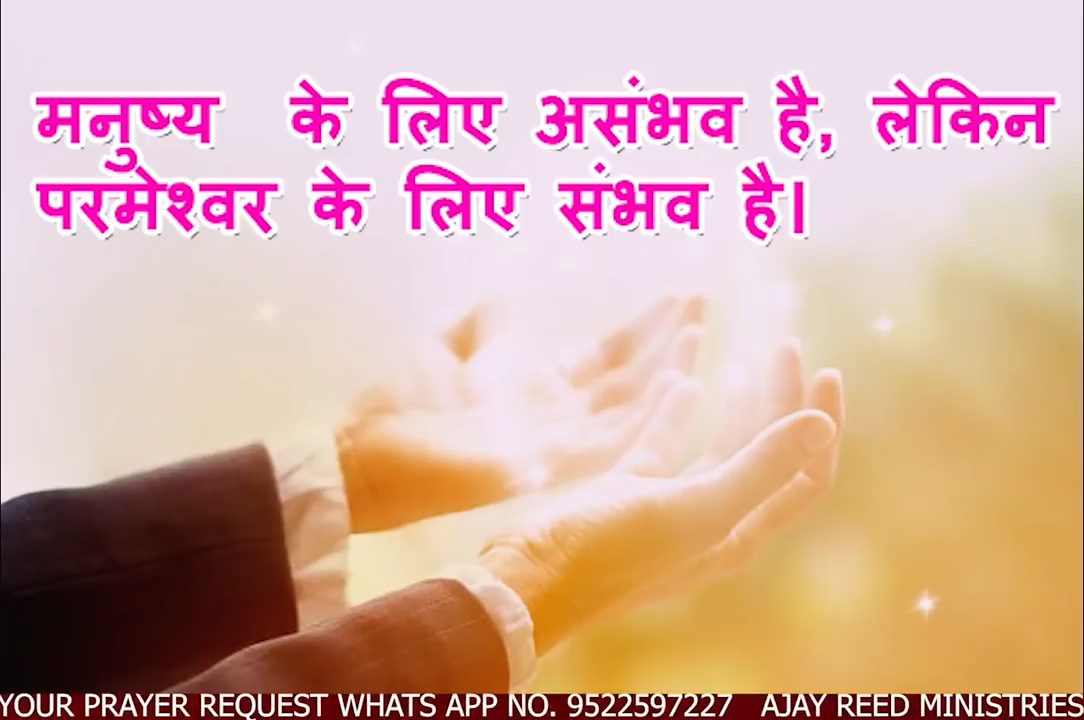 मनुष्य के लिए असंभव है, लेकिन
परमेश्वर के लिए संभव है।
YOUR PRAYER REQUEST WHATS APP NO. 9522597227 AJAY REED MINISTRIES